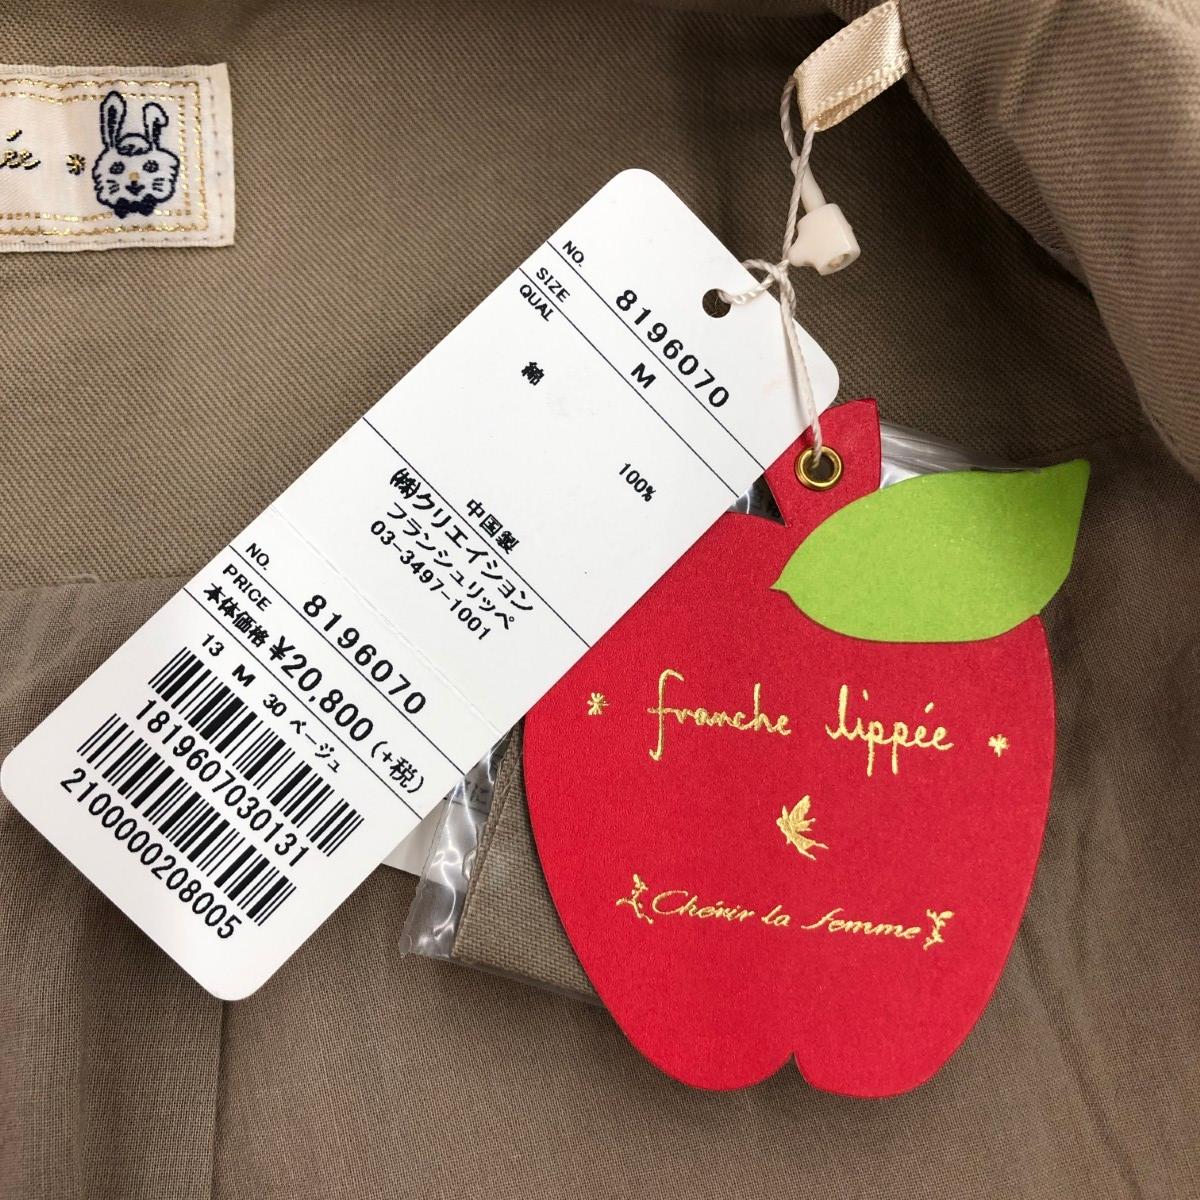 ée *
NO. 8196070
SIZE M
QUAL
綿 100%
中国製
㈱クリエイション
フランシュリッペ
03-3497-1001
NO. 8196070
PRICE
本体価格 ¥20,800 (+税)
13 M 30 ベージュ
1819607030131
2100000208005
* franche lippée *
Chérir la femme